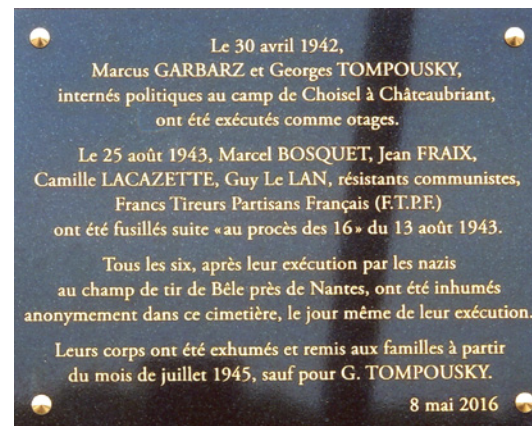 Le 30 avril 1942,
Marcus GARBARZ et Georges TOMPOUSKY,
internés politiques au camp de Choisel à Châteaubriant,
ont été exécutés comme otages.
Le 25 août 1943, Marcel BOSQUET, Jean FRAIX,
Camille LACAZETTE, Guy Le LAN, résistants communistes,
Francs Tireurs Partisans Français (F.T.P.F.)
ont été fusillés suite «au procès des 16» du 13 août 1943.
Tous les six, après leur exécution par les nazis
au champ de tir de Bêle près de Nantes, ont été inhumés
anonymement dans ce cimetière, le jour même de leur exécution.
Leurs corps ont été exhumés et remis aux familles à partir
du mois de juillet 1945, sauf pour G. TOMPOUSKY.
8 mai 2016